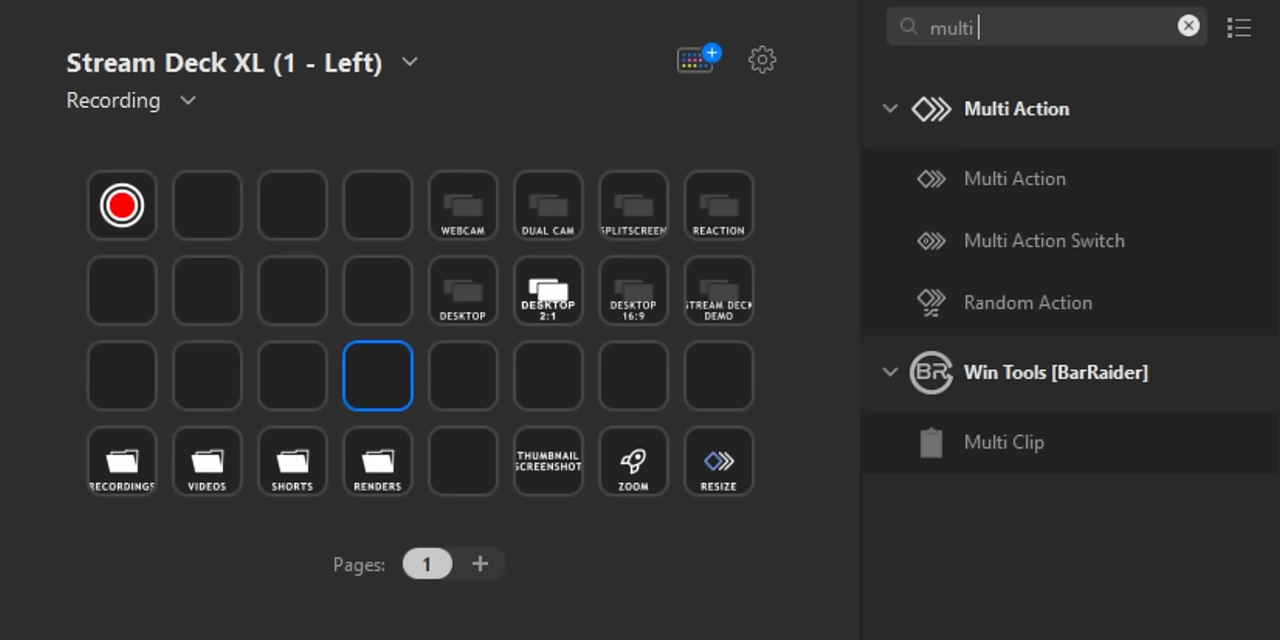 Stream Deck XL (1 - Left)
Recording
WEBCAM
DUAL CAM
SPLITSCREEN
REACTION
DESKTOP
DESKTOP
2:1
DESKTOP
16:9
STREAM DECK
DEMO
RECORDINGS
VIDEOS
SHORTS
RENDERS
THUMBNAIL
SCREENSHOT
ZOOM
RESIZE
Pages:
1
+
multi
Multi Action
Multi Action
Multi Action Switch
Random Action
BR
Win Tools [BarRaider]
Multi Clip